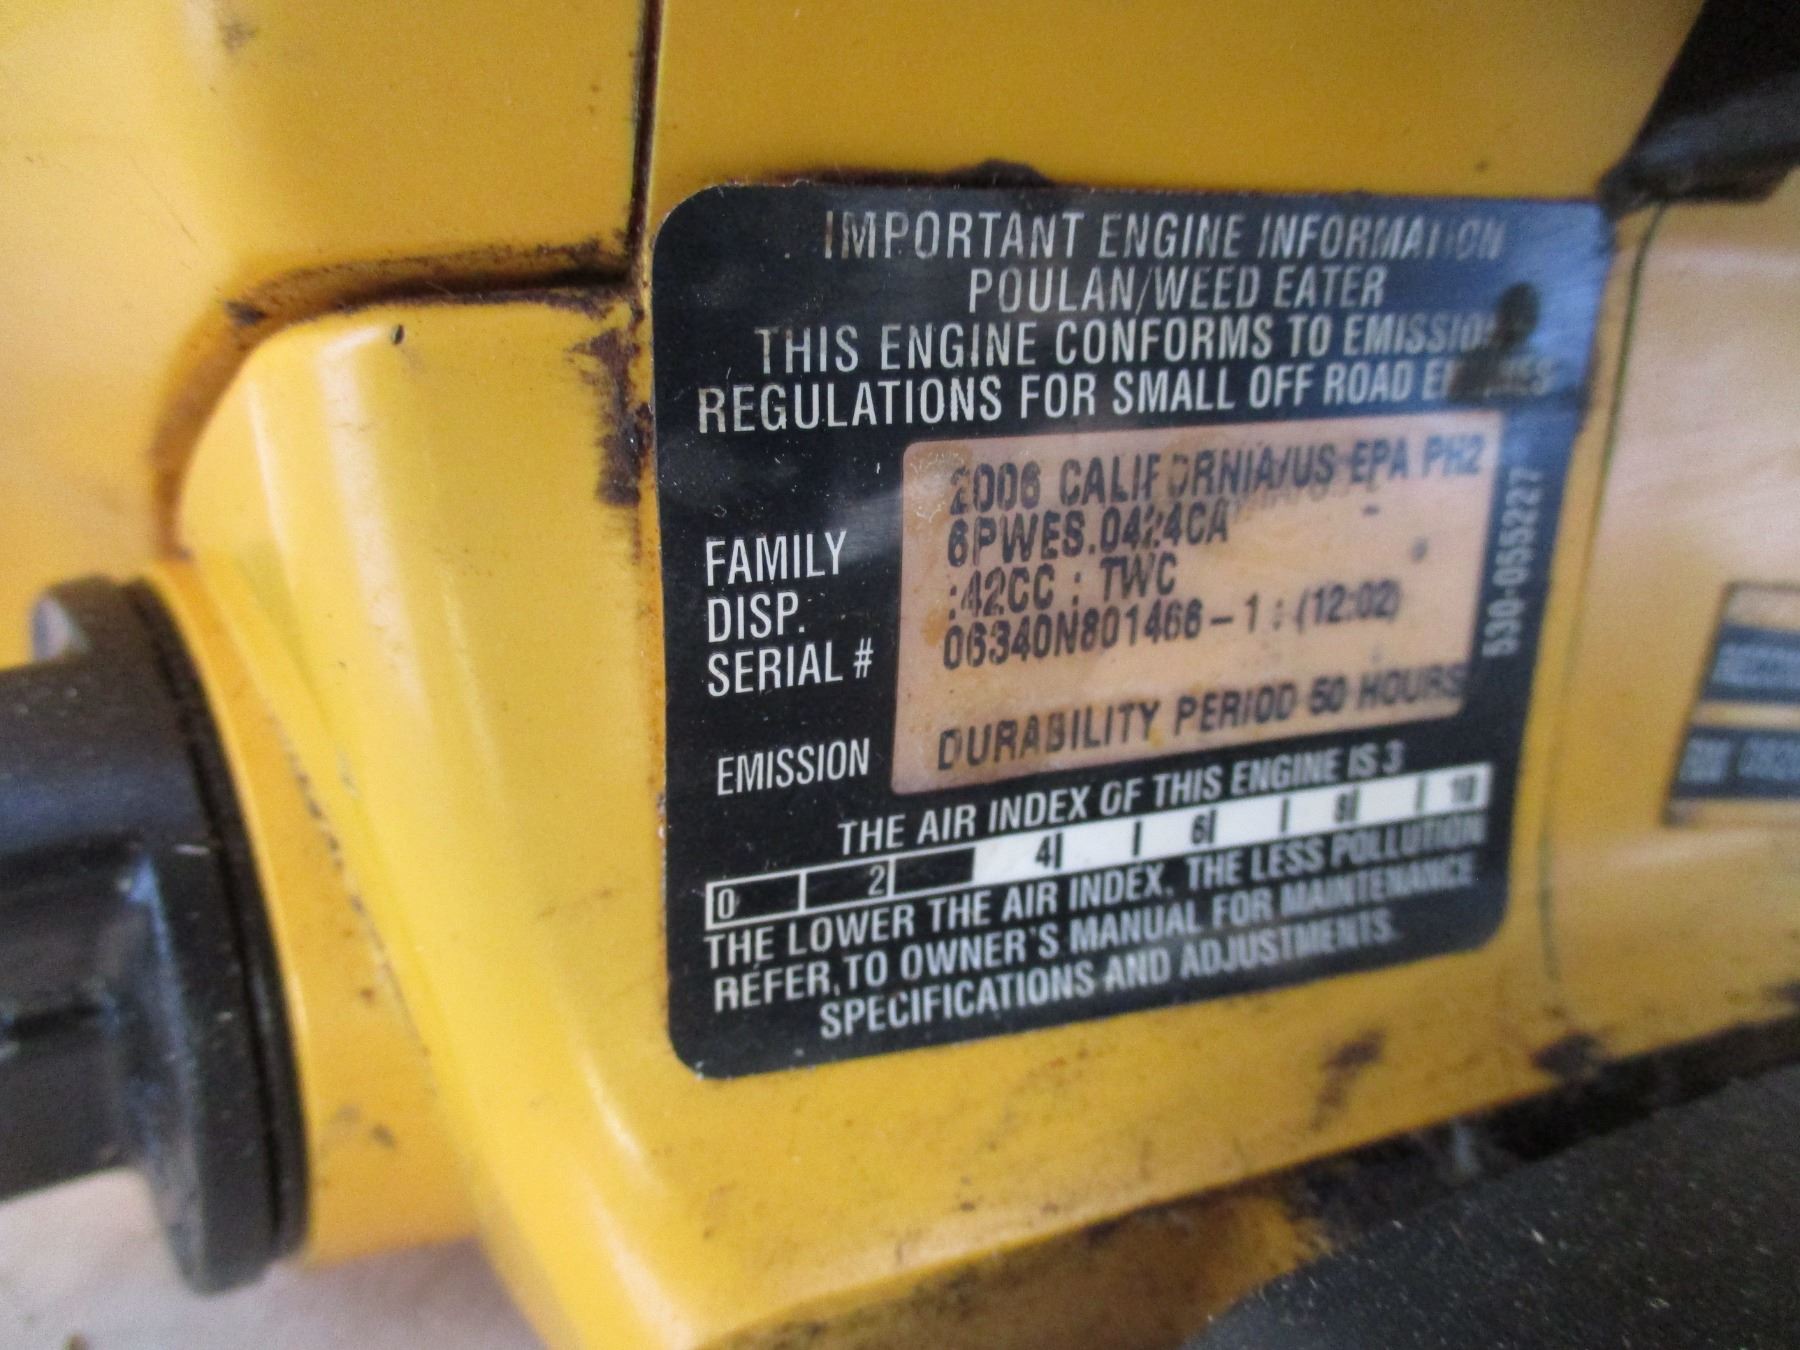 IMPORTANT ENGINE INFORMATION
POULAN/WEED EATER
THIS ENGINE CONFORMS TO EMISSION
REGULATIONS FOR SMALL OFF ROAD ENGINES
2006 CALIFORNIA/US EPA PH2
FAMILY 6PWES.0424CA
DISP. :42CC : TWC
SERIAL # 06340N801466-1 : (12:02)
EMISSION DURABILITY PERIOD 50 HOURS
530-055227
THE AIR INDEX OF THIS ENGINE IS 3
0 2 4 6 8 10
THE LOWER THE AIR INDEX, THE LESS POLLUTION
REFER TO OWNER'S MANUAL FOR MAINTENANCE
SPECIFICATIONS AND ADJUSTMENTS.